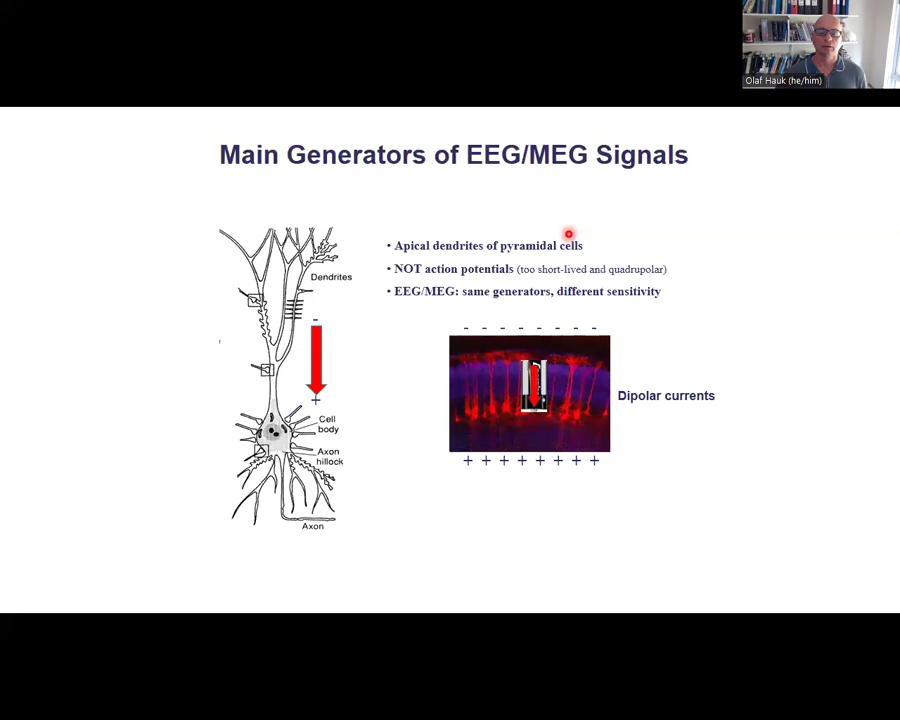 Olaf Hauk (he/him)
Main Generators of EEG/MEG Signals
• Apical dendrites of pyramidal cells
• NOT action potentials (too short-lived and quadrupolar)
• EEG/MEG: same generators, different sensitivity
Dendrites
-
+
Cell
body
Axon
hillock
Axon
- - - - - - - -
Dipolar currents
+ + + + + + + +